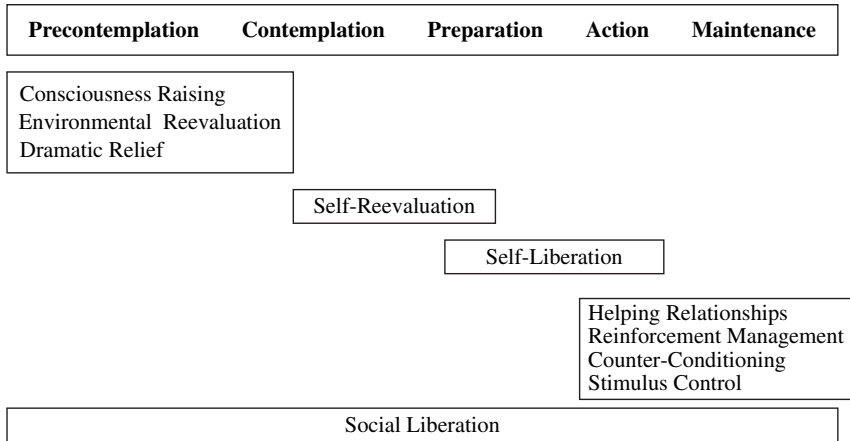 Precontemplation Contemplation Preparation Action Maintenance
Consciousness Raising
Environmental Reevaluation
Dramatic Relief
Self-Reevaluation
Self-Liberation
Helping Relationships
Reinforcement Management
Counter-Conditioning
Stimulus Control
Social Liberation